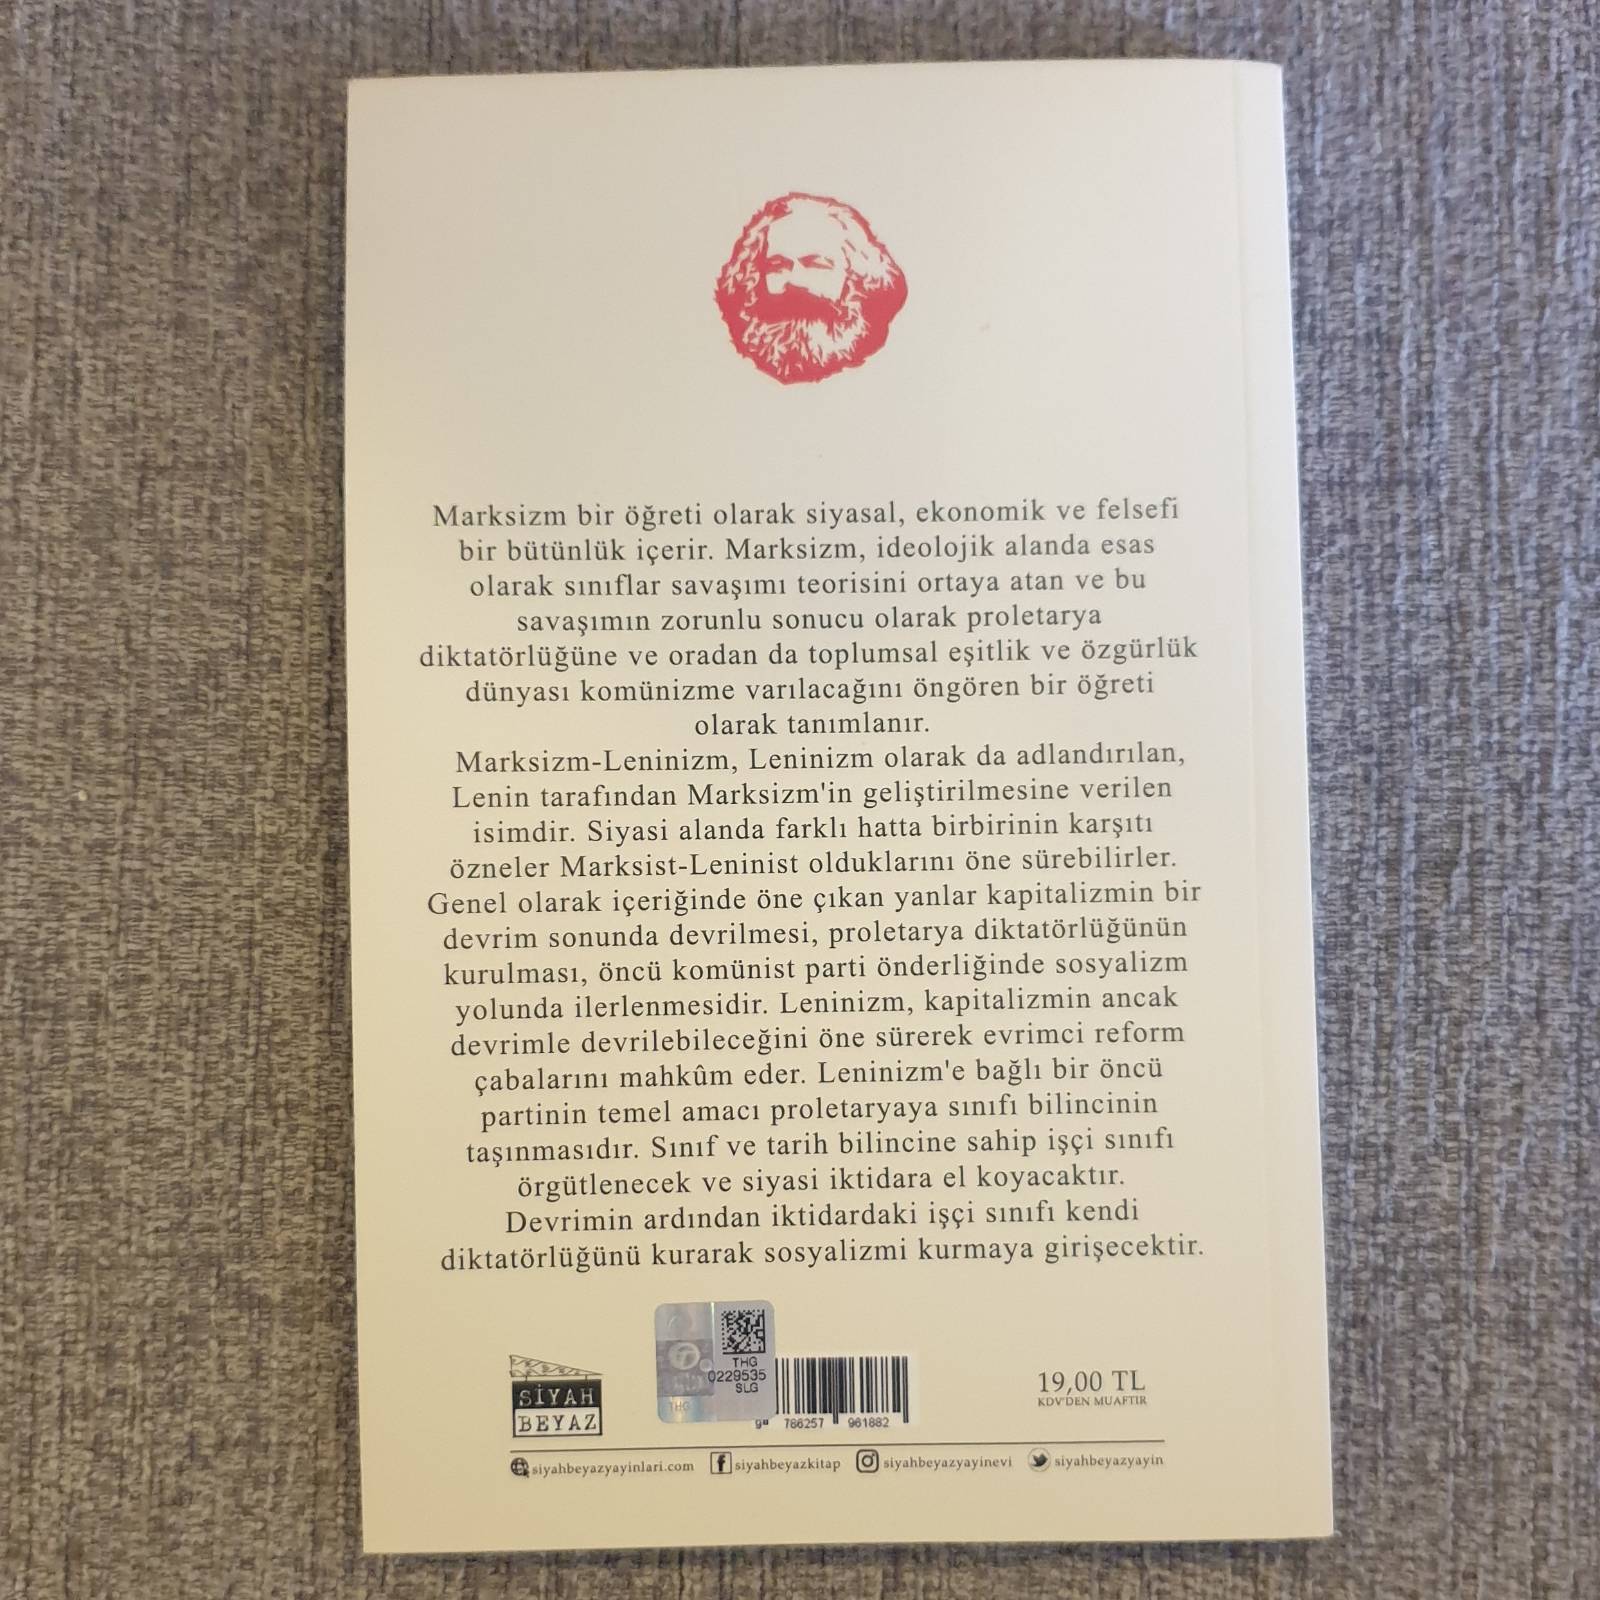 Marksizm bir öğreti olarak siyasal, ekonomik ve felsefi
bir bütünlük içerir. Marksizm, ideolojik alanda esas
olarak sınıflar savaşımı teorisini ortaya atan ve bu
savaşımın zorunlu sonucu olarak proletarya
diktatörlüğüne ve oradan da toplumsal eşitlik ve özgürlük
dünyası komünizme varılacağını öngören bir öğreti
olarak tanımlanır.
Marksizm-Leninizm, Leninizm olarak da adlandırılan,
Lenin tarafından Marksizm'in geliştirilmesine verilen
isimdir. Siyasi alanda farklı hatta birbirinin karşıtı
özneler Marksist-Leninist olduklarını öne sürebilirler.
Genel olarak içeriğinde öne çıkan yanlar kapitalizmin bir
devrim sonunda devrilmesi, proletarya diktatörlüğünün
kurulması, öncü komünist parti önderliğinde sosyalizm
yolunda ilerlenmesidir. Leninizm, kapitalizmin ancak
devrimle devrilebileceğini öne sürerek evrimci reform
çabalarını mahkûm eder. Leninizm'e bağlı bir öncü
partinin temel amacı proletaryaya sınıfı bilincinin
taşınmasıdır. Sınıf ve tarih bilincine sahip işçi sınıfı
örgütlenecek ve siyasi iktidara el koyacaktır.
Devrimin ardından iktidardaki işçi sınıfı kendi
diktatörlüğünü kurarak sosyalizmi kurmaya girişecektir.
SİYAH
BEYAZ
THG
0229535
SLG
THG
786257 961882
19,00 TL
KDV'DEN MUAFTIR
siyahbeyazyayinlari.com siyahbeyazkitap siyahbeyazyayinevi siyahbeyazyayin